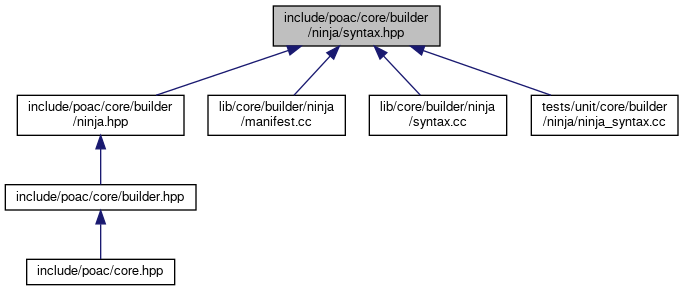 include/poac/core/builder
/ninja/syntax.hpp
include/poac/core/builder
/ninja.hpp
lib/core/builder/ninja
/manifest.cc
lib/core/builder/ninja
/syntax.cc
tests/unit/core/builder
/ninja/ninja_syntax.cc
include/poac/core/builder.hpp
include/poac/core.hpp